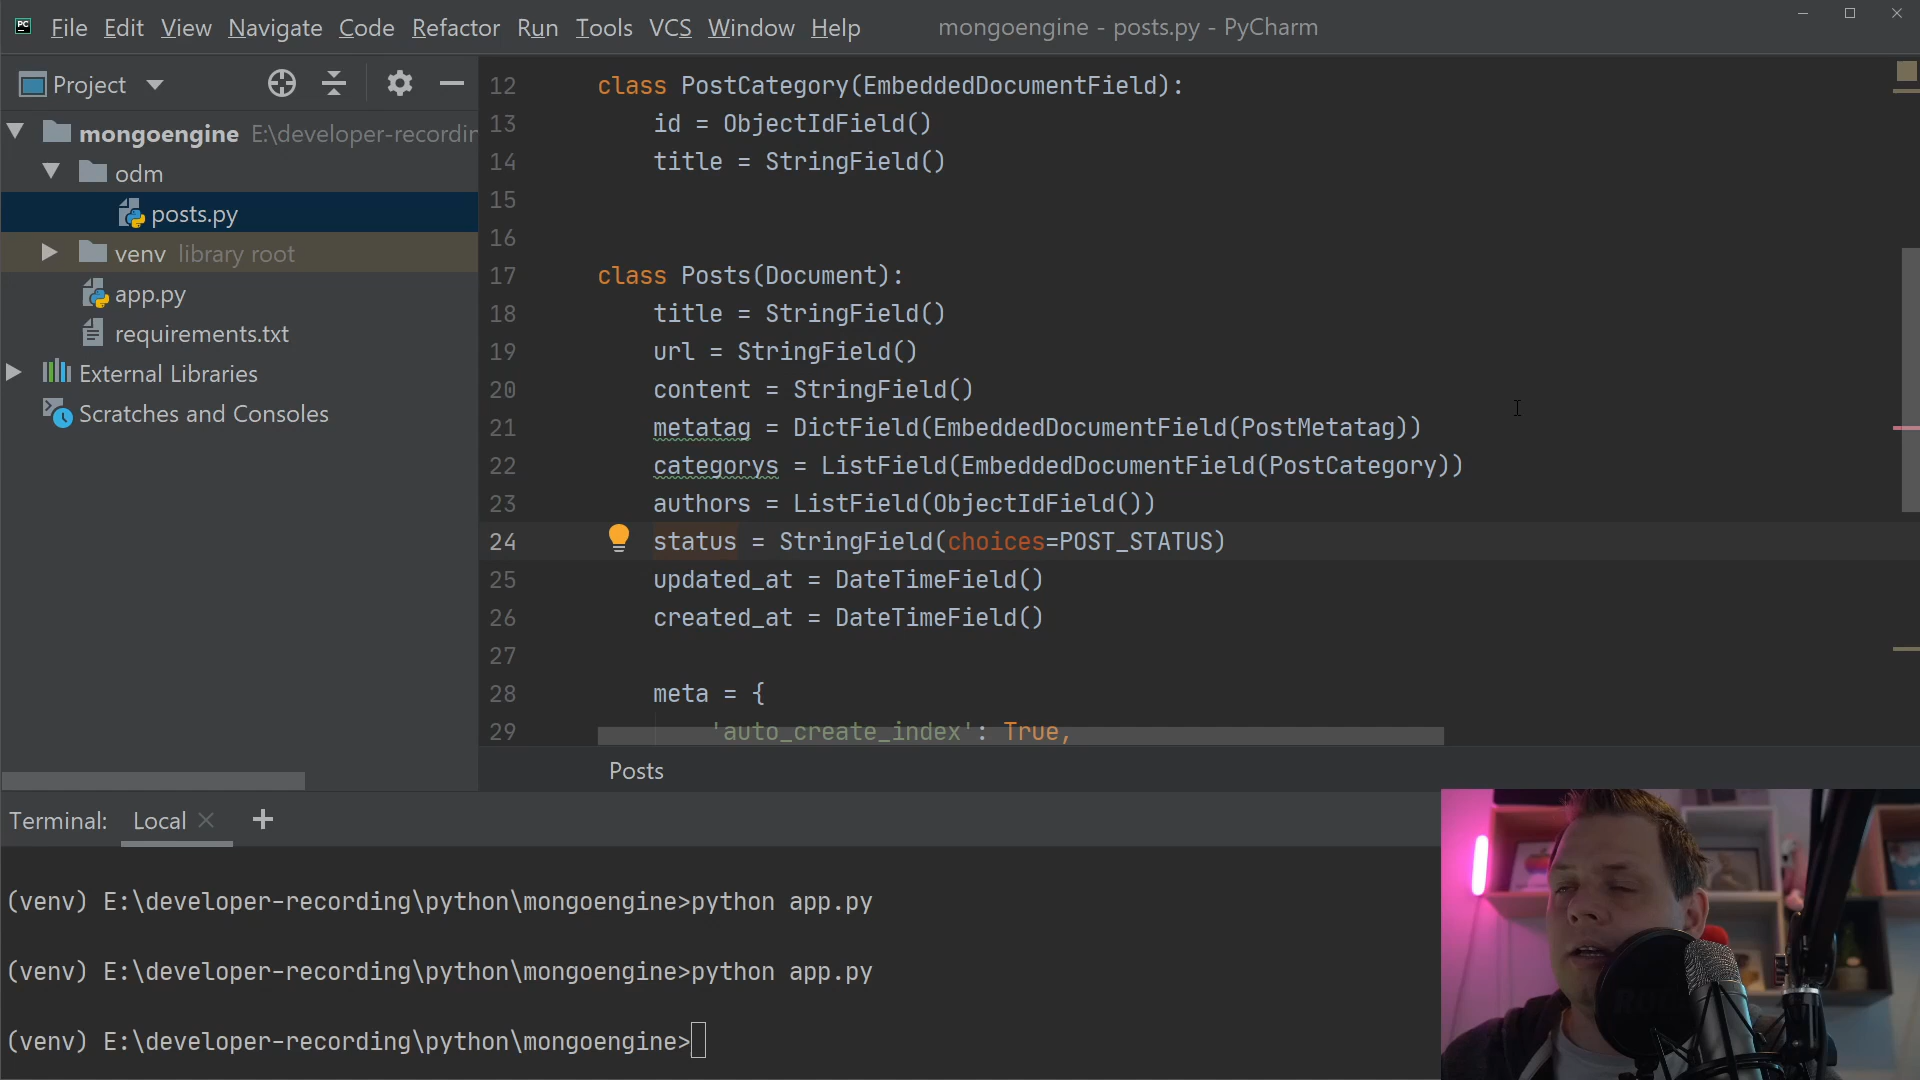 PC File Edit View Navigate Code Refactor Run Tools VCS Window Help mongoengine - posts.py - PyCharm
Project
mongoengine E:\developer-recordin
odm
posts.py
venv library root
app.py
requirements.txt
External Libraries
Scratches and Consoles
12 class PostCategory(EmbeddedDocumentField):
13 id = ObjectIdField()
14 title = StringField()
15
16
17 class Posts(Document):
18 title = StringField()
19 url = StringField()
20 content = StringField()
21 metatag = DictField(EmbeddedDocumentField(PostMetatag))
22 categorys = ListField(EmbeddedDocumentField(PostCategory))
23 authors = ListField(ObjectIdField())
24 status = StringField(choices=POST_STATUS)
25 updated_at = DateTimeField()
26 created_at = DateTimeField()
27
28 meta = {
29 'auto_create_index': True,
Posts
Terminal: Local
(venv) E:\developer-recording\python\mongoengine>python app.py
(venv) E:\developer-recording\python\mongoengine>python app.py
(venv) E:\developer-recording\python\mongoengine>